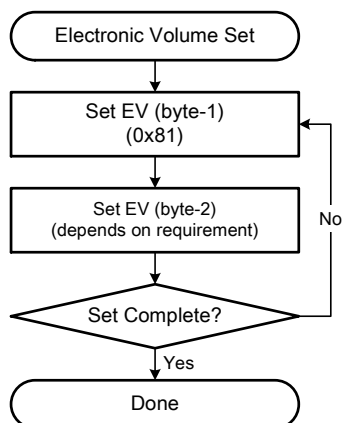 Electronic Volume Set
Set EV (byte-1)
(0x81)
Set EV (byte-2)
(depends on requirement)
No
Set Complete?
Yes
Done